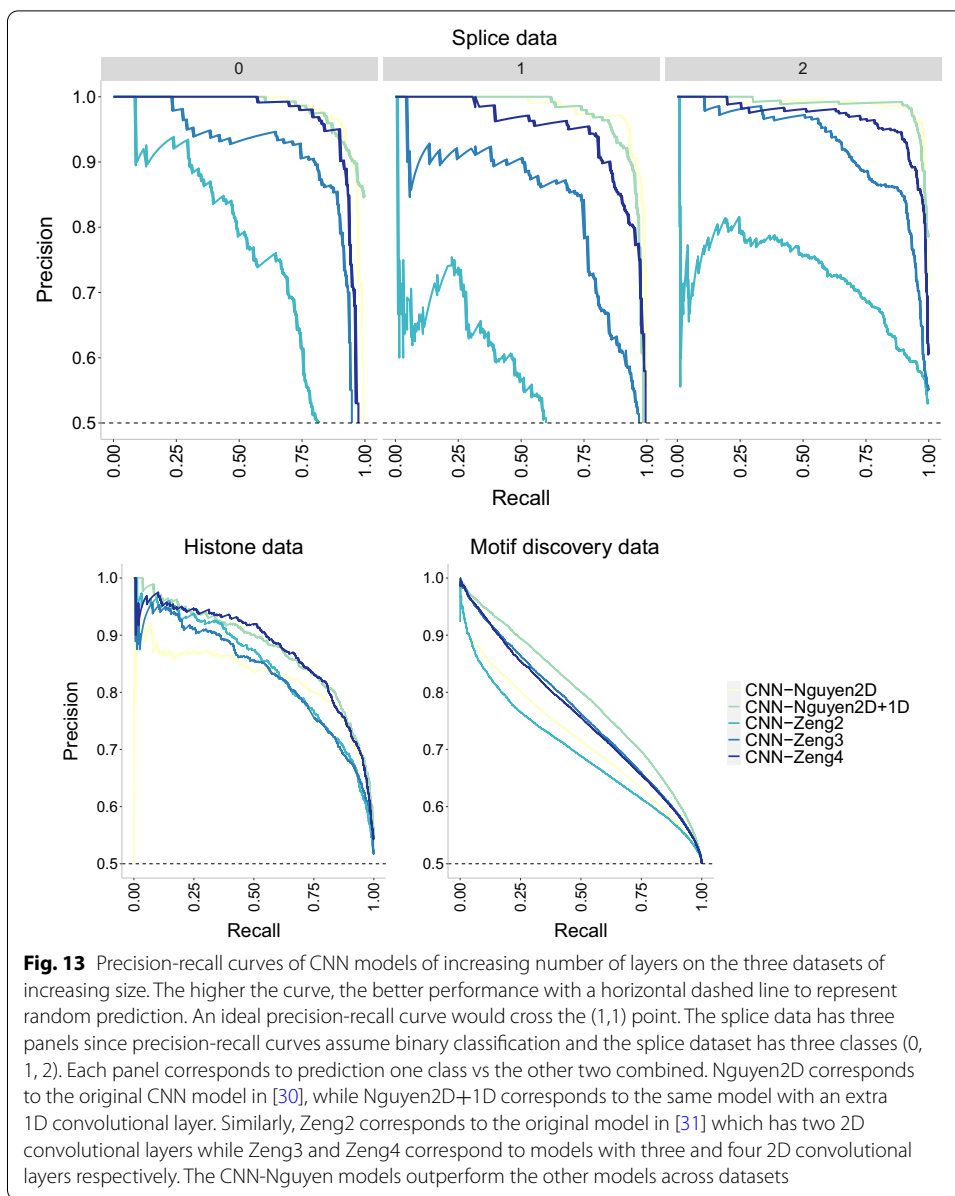 Splice data
0 1 2
1.0
0.9
0.8
0.7
0.6
0.5
Precision
0.00 0.25 0.50 0.75 1.00 0.00 0.25 0.50 0.75 1.00 0.00 0.25 0.50 0.75 1.00
Recall
Histone data
1.0
0.9
0.8
0.7
0.6
0.5
Precision
0.00 0.25 0.50 0.75 1.00
Recall
Motif discovery data
1.0
0.9
0.8
0.7
0.6
0.5
0.00 0.25 0.50 0.75 1.00
Recall
CNN−Nguyen2D
CNN−Nguyen2D+1D
CNN−Zeng2
CNN−Zeng3
CNN−Zeng4
Fig. 13 Precision-recall curves of CNN models of increasing number of layers on the three datasets of
increasing size. The higher the curve, the better performance with a horizontal dashed line to represent
random prediction. An ideal precision-recall curve would cross the (1,1) point. The splice data has three
panels since precision-recall curves assume binary classification and the splice dataset has three classes (0,
1, 2). Each panel corresponds to prediction one class vs the other two combined. Nguyen2D corresponds
to the original CNN model in [30], while Nguyen2D+1D corresponds to the same model with an extra
1D convolutional layer. Similarly, Zeng2 corresponds to the original model in [31] which has two 2D
convolutional layers while Zeng3 and Zeng4 correspond to models with three and four 2D convolutional
layers respectively. The CNN-Nguyen models outperform the other models across datasets